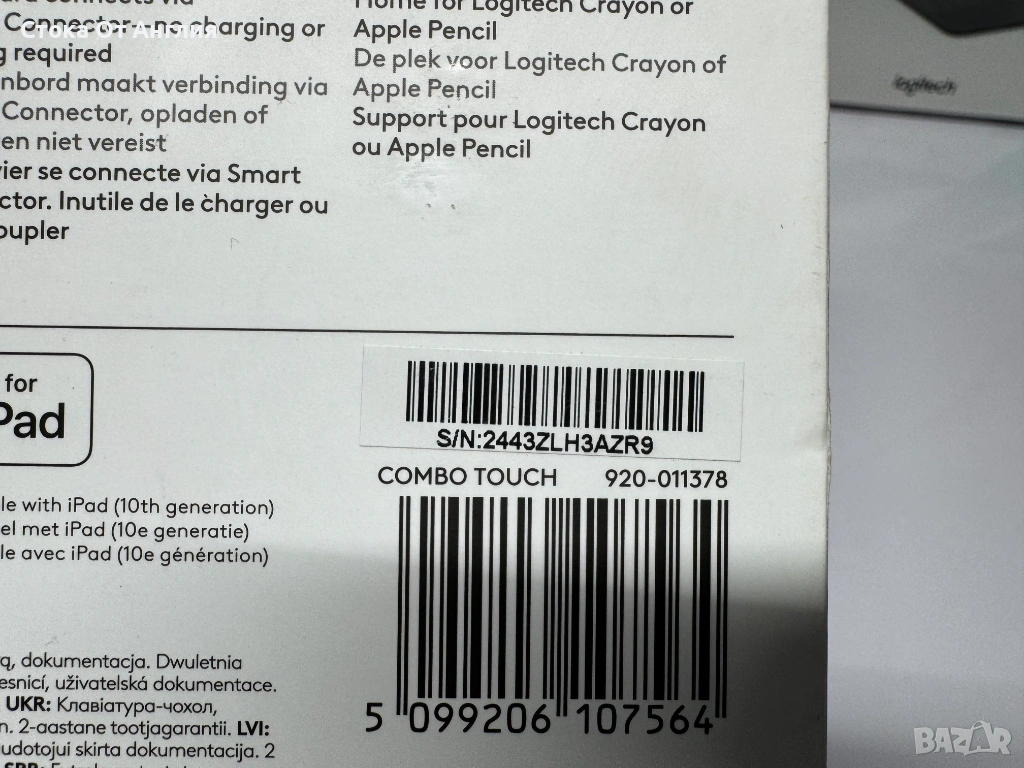 Connector—no charging or
Стока От Англия
required
nbord maakt verbinding via
Connector, opladen of
en niet vereist
vier se connecte via Smart
ctor. Inutile de le charger ou
oupler
Home for Logitech Crayon or
Apple Pencil
De plek voor Logitech Crayon of
Apple Pencil
Support pour Logitech Crayon
ou Apple Pencil
logitech
for
Pad
le with iPad (10th generation)
el met iPad (10e generatie)
le avec iPad (10e génération)
S/N:2443ZLH3AZR9
COMBO TOUCH 920-011378
5 099206 107564
ą, dokumentacja. Dwuletnia
esnicí, uživatelská dokumentace.
UKR: Клавіатура-чохол,
n. 2-aastane tootjagarantii. LVI:
udotojui skirta dokumentacija. 2
BAZAR